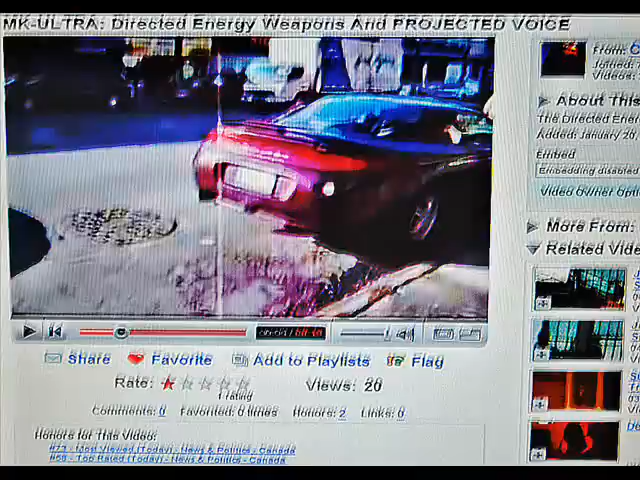 MK-ULTRA: Directed Energy Weapons And PROJECTED VOICE
From:
Joined:
Videos:
About This
The Directed Ener
Added: January 20
Embed
Embedding disabled
Video Owner Opti
More From:
Related Vide
Share Favorite Add to Playlists Flag
Rate: Views: 20
1 rating
Comments: 0 Favorited: 0 times Honors: 2 Links: 0
Honors for This Video:
#73 - Most Viewed (Today) - News & Politics - Canada
- Top Rated (Today) - News & Politics - Canada